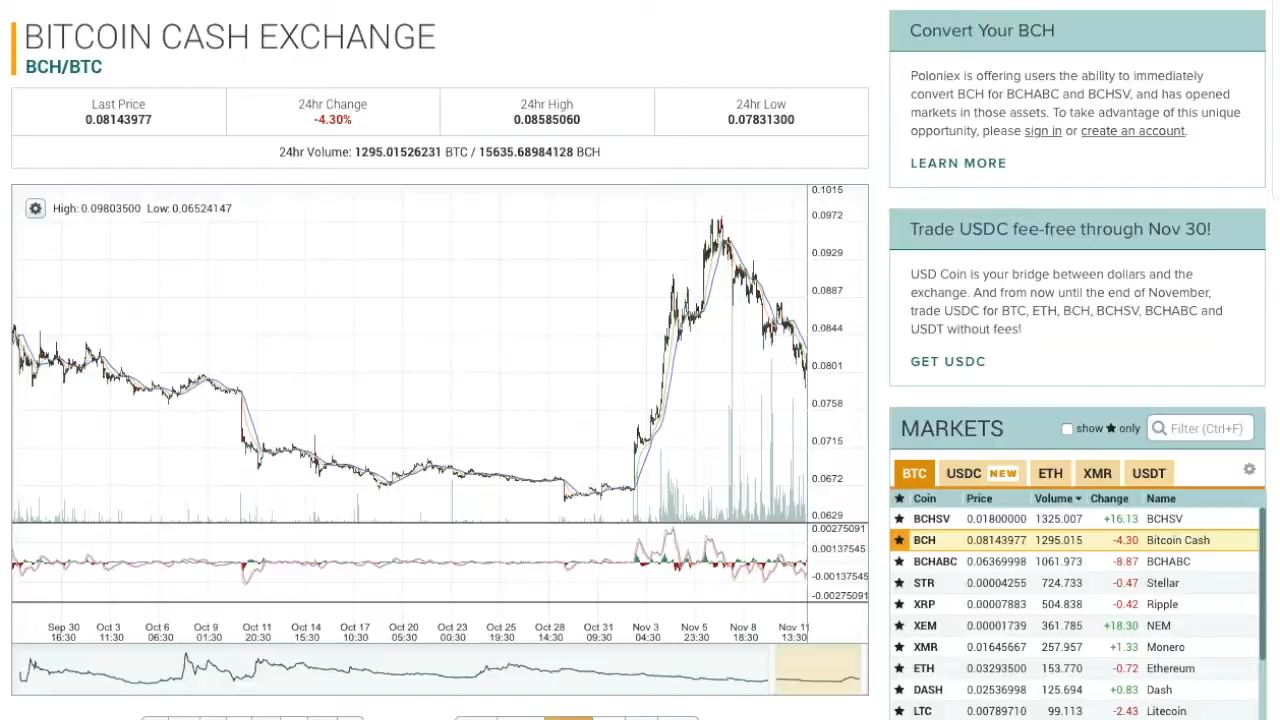 BITCOIN CASH EXCHANGE
BCH/BTC
Last Price 24hr Change 24hr High 24hr Low
0.08143977 -4.30% 0.08585060 0.07831300
24hr Volume: 1295.01526231 BTC / 15635.68984128 BCH
High: 0.09803500 Low: 0.06524147
0.1015
0.0972
0.0929
0.0887
0.0844
0.0801
0.0758
0.0715
0.0672
0.0629
0.00275091
0.00137545
-0.00137545
-0.00275091
Sep 30 Oct 3 Oct 6 Oct 9 Oct 11 Oct 14 Oct 17 Oct 20 Oct 23 Oct 25 Oct 28 Oct 31 Nov 3 Nov 5 Nov 8 Nov 11
16:30 11:30 06:30 01:30 20:30 15:30 10:30 05:30 00:30 19:30 14:30 09:30 04:30 23:30 18:30 13:30
Convert Your BCH
Poloniex is offering users the ability to immediately
convert BCH for BCHABC and BCHSV, and has opened
markets in those assets. To take advantage of this unique
opportunity, please sign in or create an account.
LEARN MORE
Trade USDC fee-free through Nov 30!
USD Coin is your bridge between dollars and the
exchange. And from now until the end of November,
trade USDC for BTC, ETH, BCH, BCHSV, BCHABC and
USDT without fees!
GET USDC
MARKETS show ★ only Filter (Ctrl+F)
BTC USDC NEW ETH XMR USDT
★ Coin Price Volume Change Name
★ BCHSV 0.01800000 1325.007 +16.13 BCHSV
★ BCH 0.08143977 1295.015 -4.30 Bitcoin Cash
★ BCHABC 0.06369998 1061.973 -8.87 BCHABC
★ STR 0.00004255 724.733 -0.47 Stellar
★ XRP 0.00007883 504.838 -0.42 Ripple
★ XEM 0.00001739 361.785 +18.30 NEM
★ XMR 0.01645667 257.957 +1.33 Monero
★ ETH 0.03293500 153.770 -0.72 Ethereum
★ DASH 0.02536998 125.694 +0.83 Dash
★ LTC 0.00789710 99.113 -2.43 Litecoin